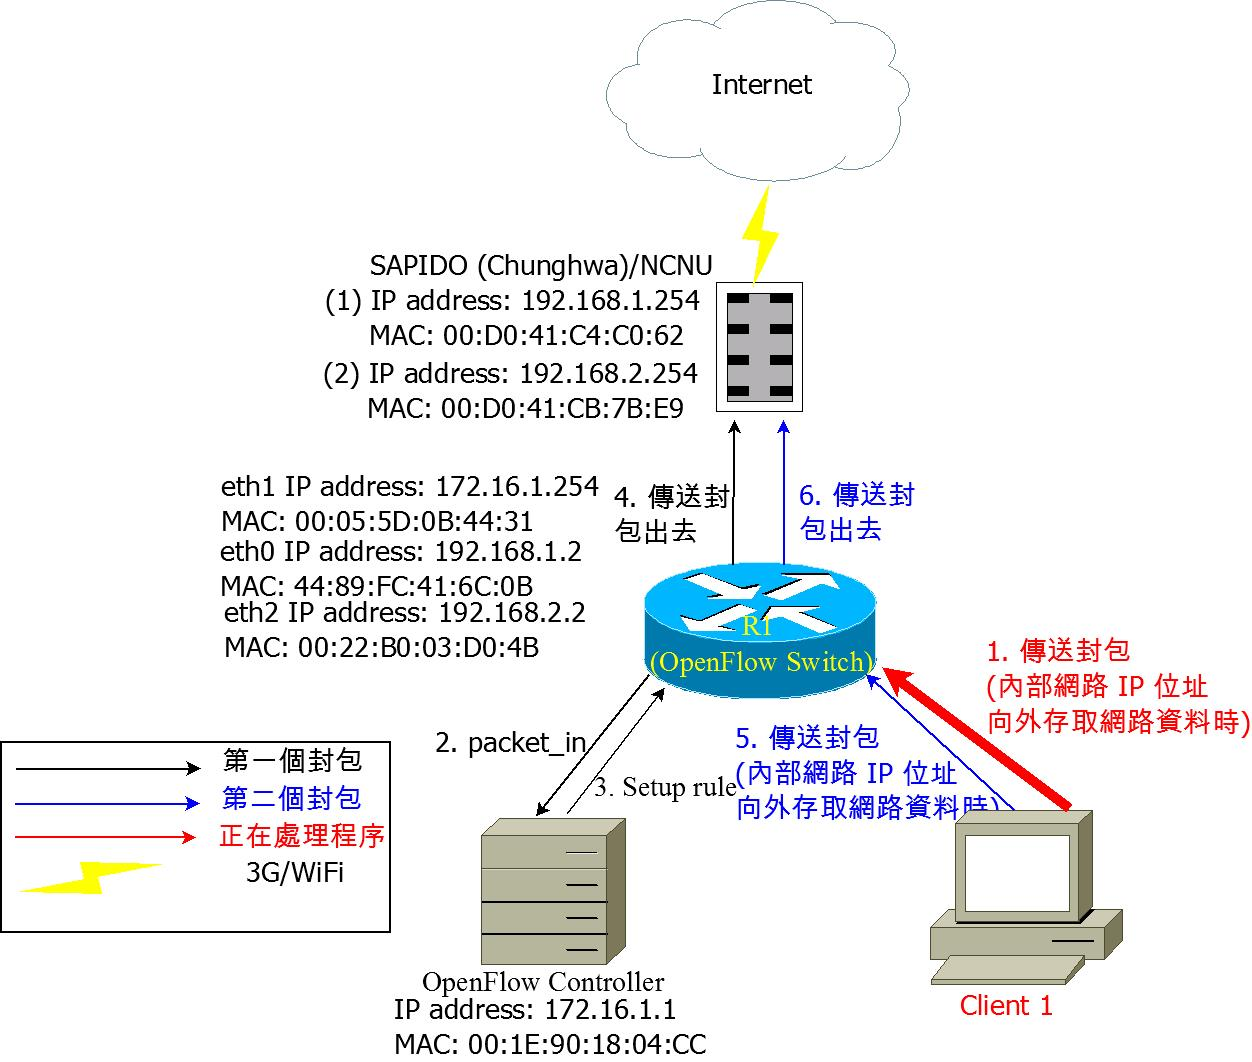 Internet
SAPIDO (Chunghwa)/NCNU
(1) IP address: 192.168.1.254
MAC: 00:D0:41:C4:C0:62
(2) IP address: 192.168.2.254
MAC: 00:D0:41:CB:7B:E9
eth1 IP address: 172.16.1.254
MAC: 00:05:5D:0B:44:31
eth0 IP address: 192.168.1.2
MAC: 44:89:FC:41:6C:0B
eth2 IP address: 192.168.2.2
MAC: 00:22:B0:03:D0:4B
4. 傳送封
包出去
6. 傳送封
包出去
R1
(OpenFlow Switch)
1. 傳送封包
(內部網路 IP 位址
向外存取網路資料時)
2. packet_in
3. Setup rule
5. 傳送封包
(內部網路 IP 位址
向外存取網路資料時)
第一個封包
第二個封包
正在處理程序
3G/WiFi
OpenFlow Controller
IP address: 172.16.1.1
MAC: 00:1E:90:18:04:CC
Client 1